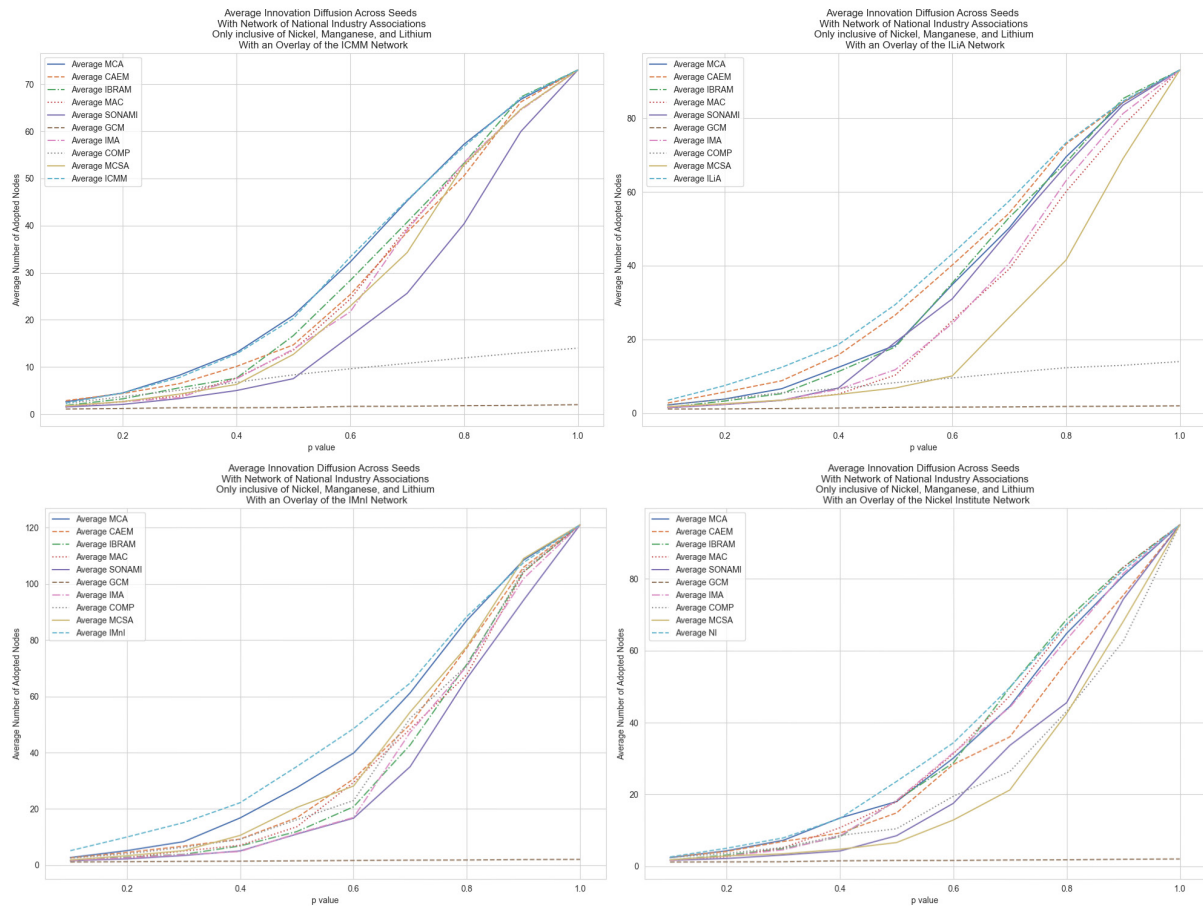 Average Innovation Diffusion Across Seeds
With Network of National Industry Associations
Only inclusive of Nickel, Manganese, and Lithium
With an Overlay of the ICMM Network
Average MCA
Average CAEM
Average IBRAM
Average MAC
Average SONAMI
Average GCM
Average IMA
Average COMP
Average MCSA
Average ICMM
Average Number of Adopted Nodes
70
60
50
40
30
20
10
0
0.2
0.4
0.6
0.8
1.0
p value
Average Innovation Diffusion Across Seeds
With Network of National Industry Associations
Only inclusive of Nickel, Manganese, and Lithium
With an Overlay of the ILiA Network
Average MCA
Average CAEM
Average IBRAM
Average MAC
Average SONAMI
Average GCM
Average IMA
Average COMP
Average MCSA
Average ILiA
Average Number of Adopted Nodes
80
60
40
20
0
0.2
0.4
0.6
0.8
1.0
p value
Average Innovation Diffusion Across Seeds
With Network of National Industry Associations
Only inclusive of Nickel, Manganese, and Lithium
With an Overlay of the IMnI Network
Average MCA
Average CAEM
Average IBRAM
Average MAC
Average SONAMI
Average GCM
Average IMA
Average COMP
Average MCSA
Average IMnI
Average Number of Adopted Nodes
120
100
80
60
40
20
0
0.2
0.4
0.6
0.8
1.0
p value
Average Innovation Diffusion Across Seeds
With Network of National Industry Associations
Only inclusive of Nickel, Manganese, and Lithium
With an Overlay of the Nickel Institute Network
Average MCA
Average CAEM
Average IBRAM
Average MAC
Average SONAMI
Average GCM
Average IMA
Average COMP
Average MCSA
Average NI
Average Number of Adopted Nodes
80
60
40
20
0
0.2
0.4
0.6
0.8
1.0
p value